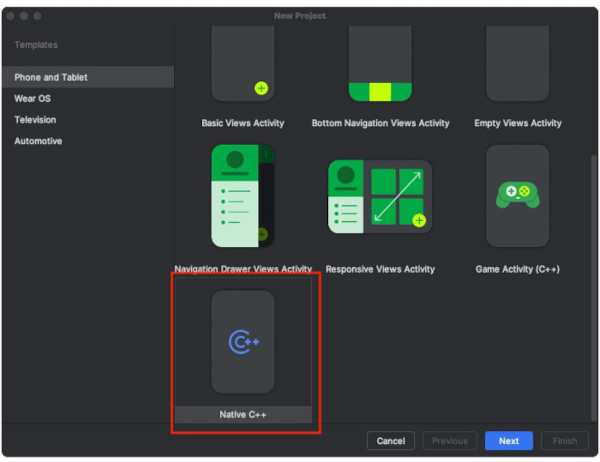 New Project
Templates
Phone and Tablet
Wear OS
Television
Automotive
Basic Views Activity
Bottom Navigation Views Activity
Empty Views Activity
Navigation Drawer Views Activity
Responsive Views Activity
Game Activity (C++)
C++
Native C++
Cancel
Previous
Next
Finish